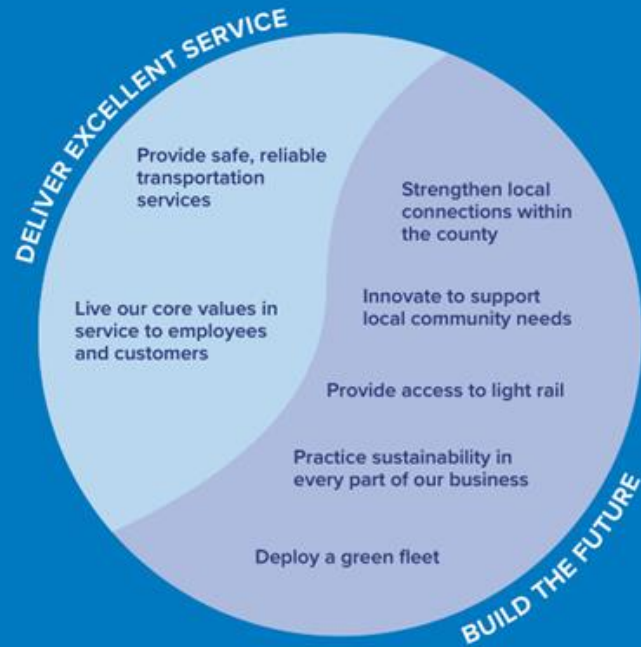 DELIVER EXCELLENT SERVICE
Provide safe, reliable
transportation
services
Live our core values in
service to employees
and customers
Strengthen local
connections within
the county
Innovate to support
local community needs
Provide access to light rail
Practice sustainability in
every part of our business
Deploy a green fleet
BUILD THE FUTURE